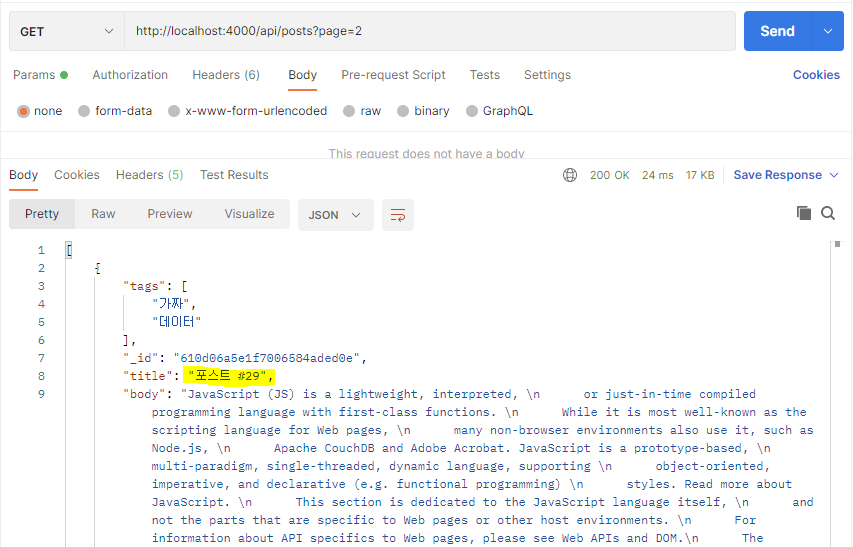 GET http://localhost:4000/api/posts?page=2 Send
Params Authorization Headers (6) Body Pre-request Script Tests Settings Cookies
none form-data x-www-form-urlencoded raw binary GraphQL
This request does not have a body
Body Cookies Headers (5) Test Results 200 OK 24 ms 17 KB Save Response
Pretty Raw Preview Visualize JSON
1 [
2 {
3 "tags": [
4 "가짜",
5 "데이터"
6 ],
7 "_id": "610d06a5e1f7006584aded0e",
8 "title": "포스트 #29",
9 "body": "JavaScript (JS) is a lightweight, interpreted, \n or just-in-time compiled
programming language with first-class functions. \n While it is most well-known as the
scripting language for Web pages, \n many non-browser environments also use it, such as
Node.js, \n Apache CouchDB and Adobe Acrobat. JavaScript is a prototype-based, \n
multi-paradigm, single-threaded, dynamic language, supporting \n object-oriented,
imperative, and declarative (e.g. functional programming) \n styles. Read more about
JavaScript. \n This section is dedicated to the JavaScript language itself, \n and
not the parts that are specific to Web pages or other host environments. \n For
information about API specifics to Web pages, please see Web APIs and DOM.\n The